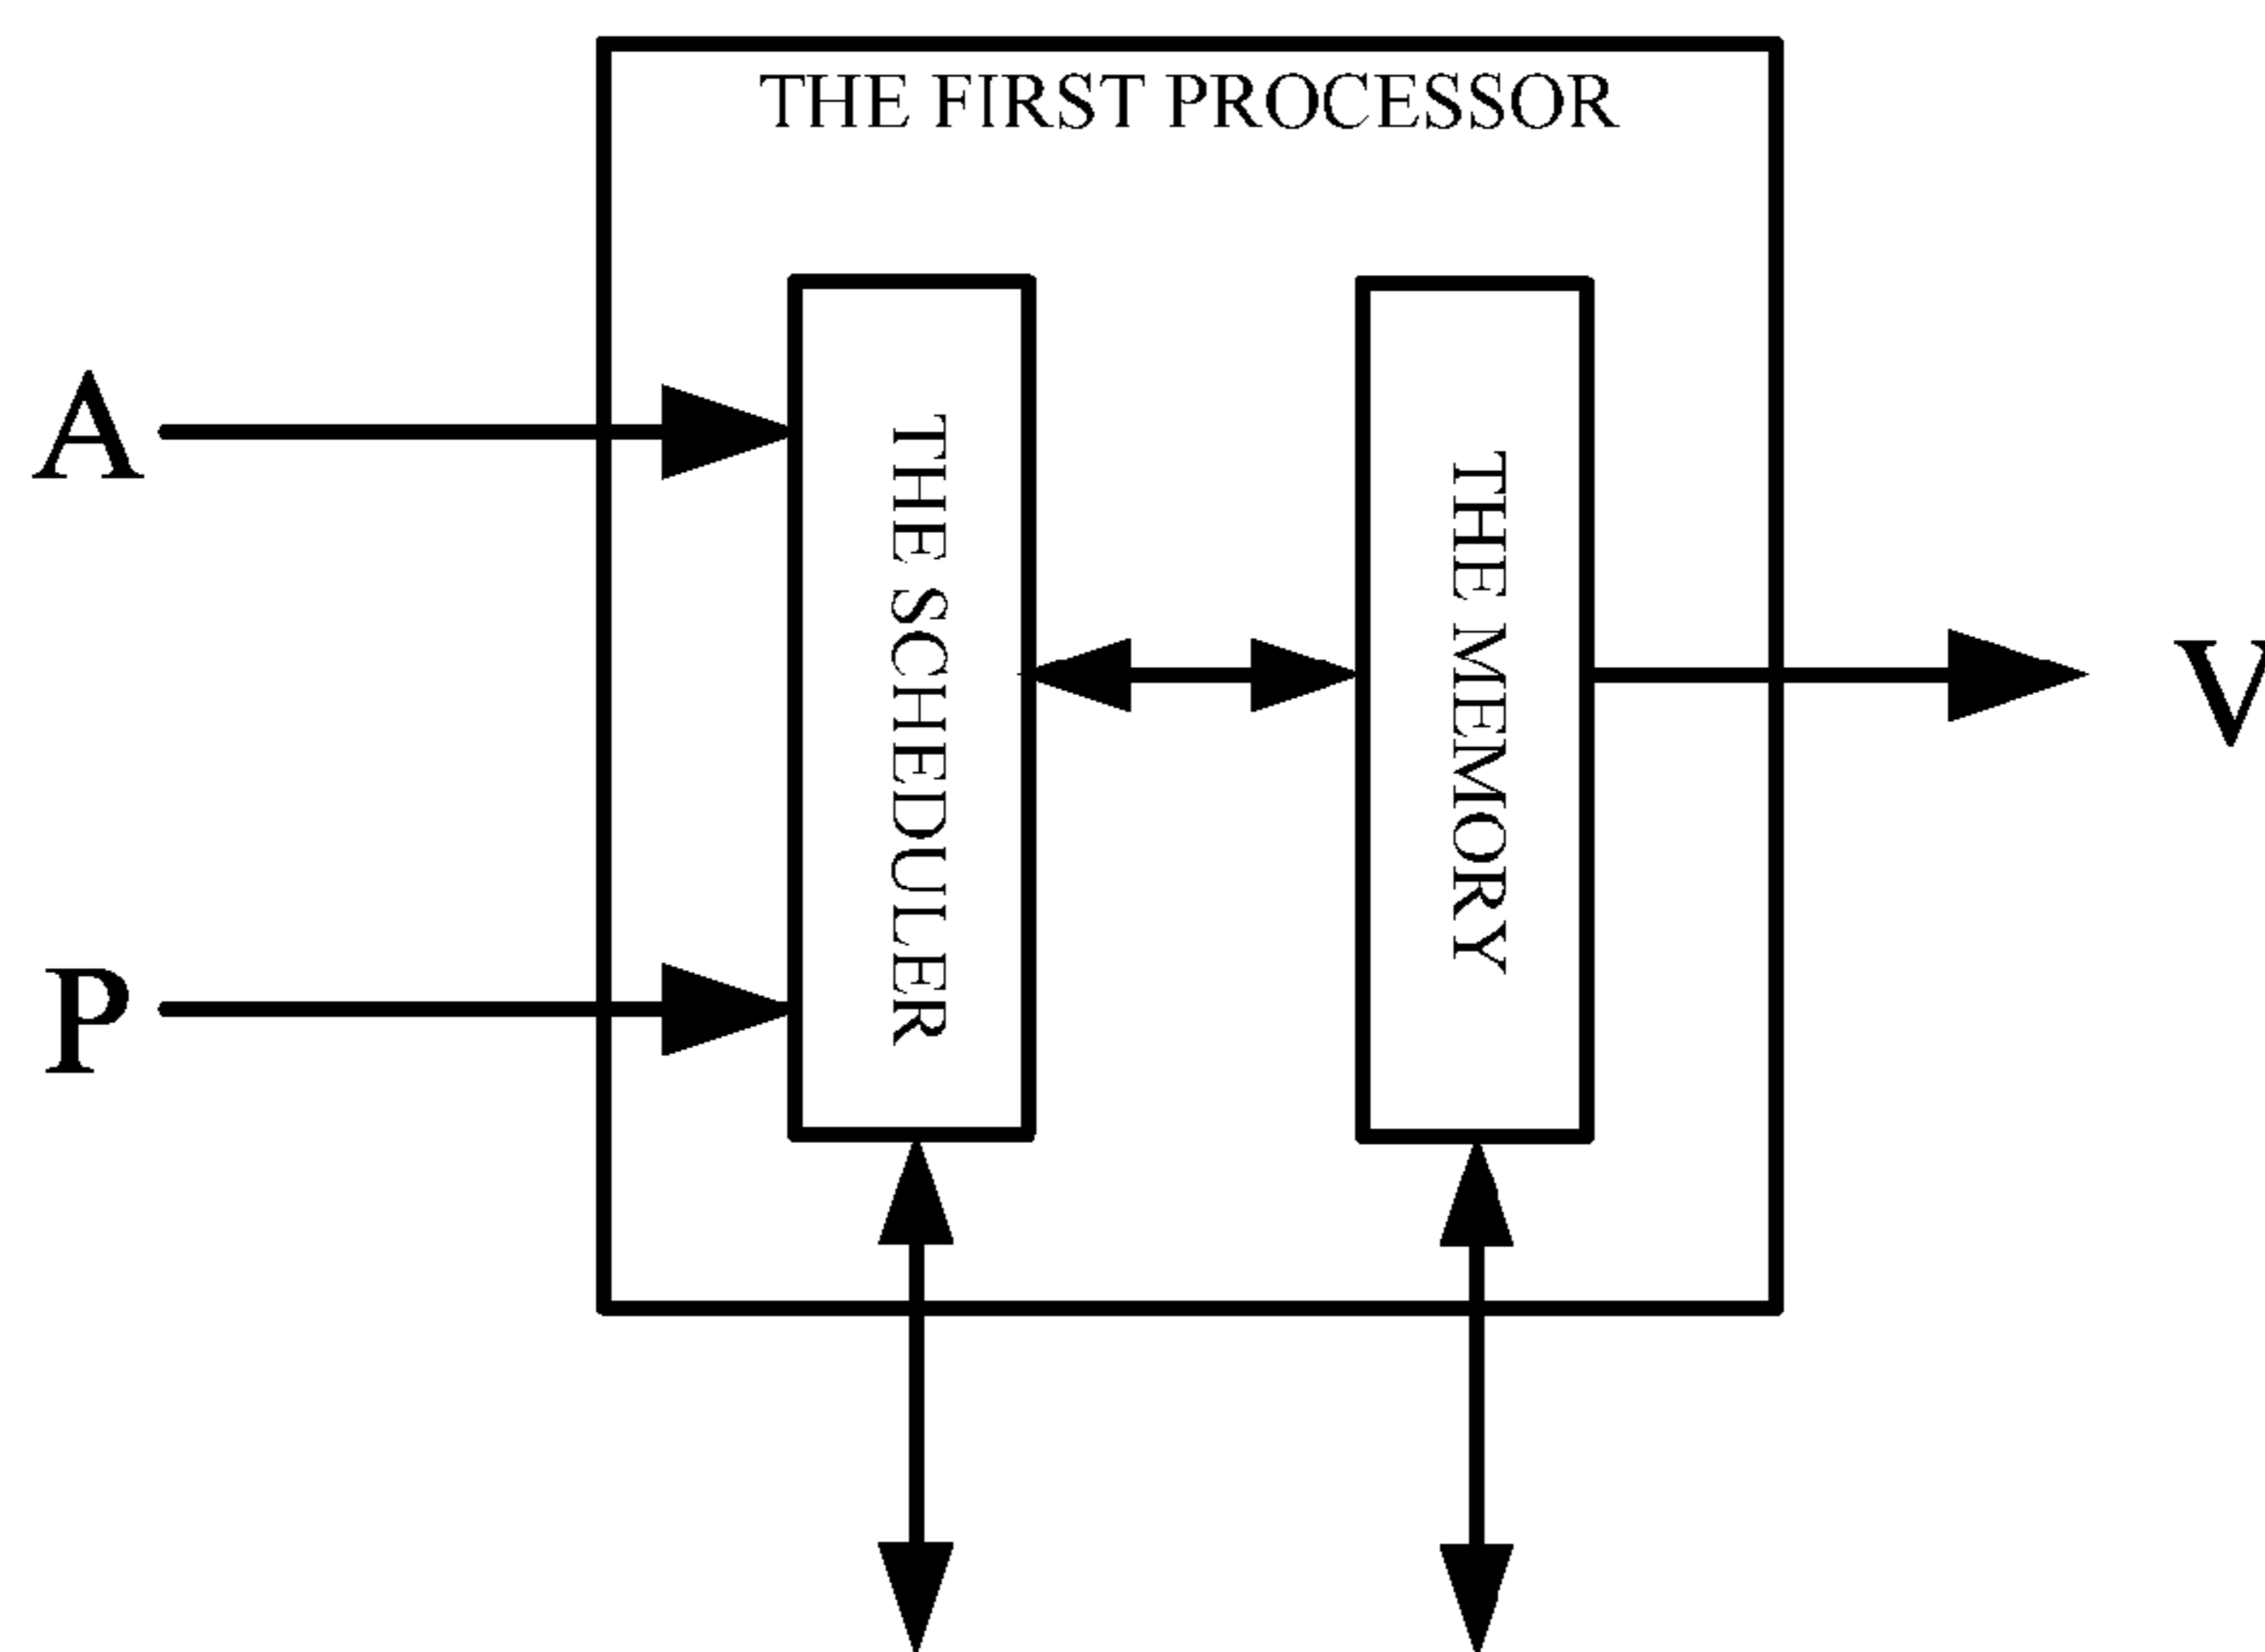 THE FIRST PROCESSOR
A
THE SCHEDULER
THE MEMORY
V
P